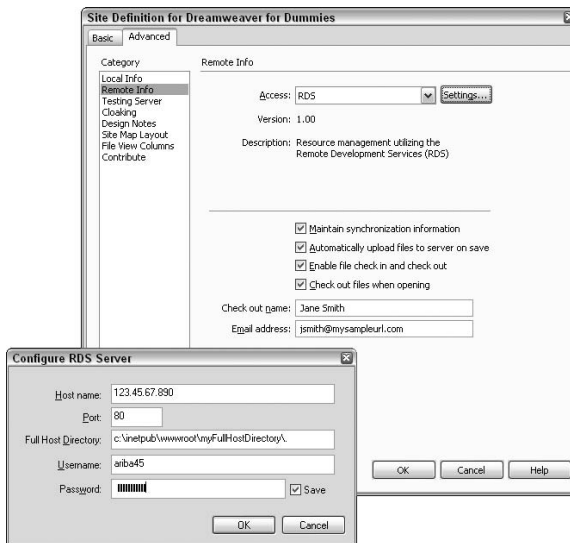 Site Definition for Dreamweaver for Dummies
Basic Advanced
Category
Local Info
Remote Info
Testing Server
Cloaking
Design Notes
Site Map Layout
File View Columns
Contribute
Remote Info
Access: RDS Settings...
Version: 1.00
Description: Resource management utilizing the
Remote Development Services (RDS)
Maintain synchronization information
Automatically upload files to server on save
Enable file check in and check out
Check out files when opening
Check out name: Jane Smith
Email address: jsmith@mysampleurl.com
OK Cancel Help
Configure RDS Server
Host name: 123.45.67.890
Port: 80
Full Host Directory: c:\inetpub\wwwroot\myFullHostDirectory\.
Username: ariba45
Password: Save
OK Cancel